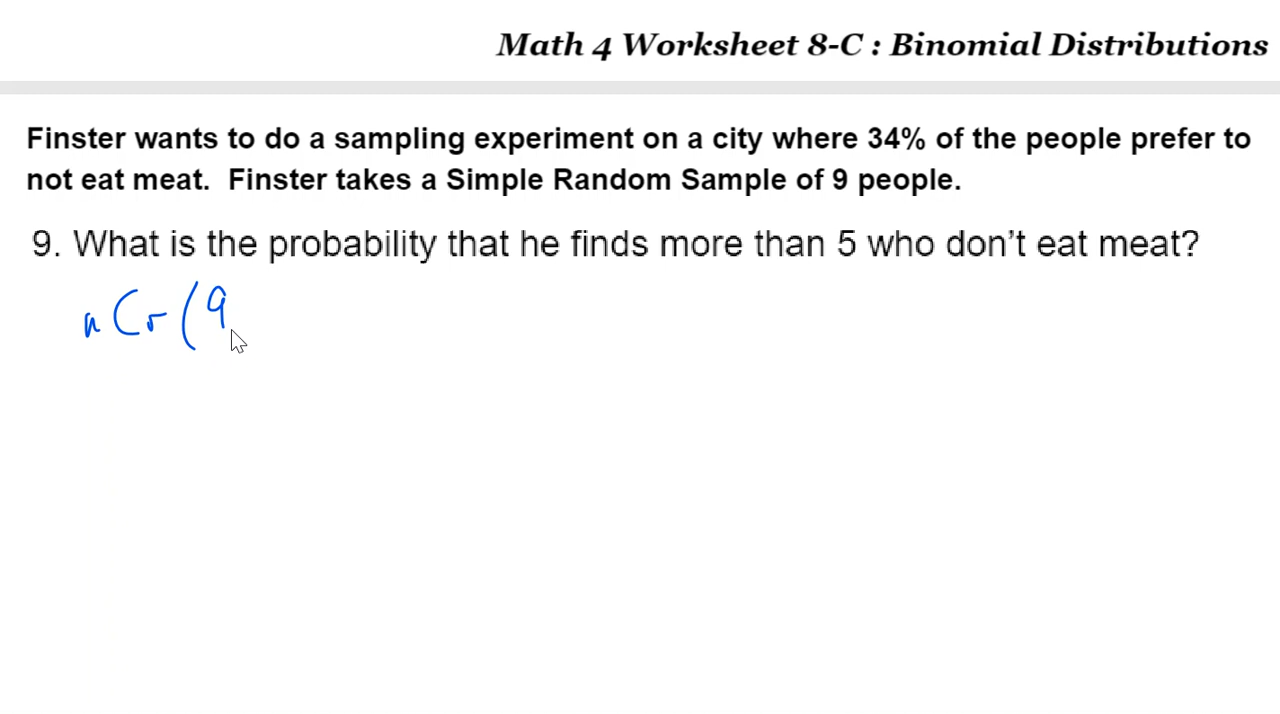 Math 4 Worksheet 8-C : Binomial Distributions
Finster wants to do a sampling experiment on a city where 34% of the people prefer to
not eat meat. Finster takes a Simple Random Sample of 9 people.
9. What is the probability that he finds more than 5 who don't eat meat?
nCr(9